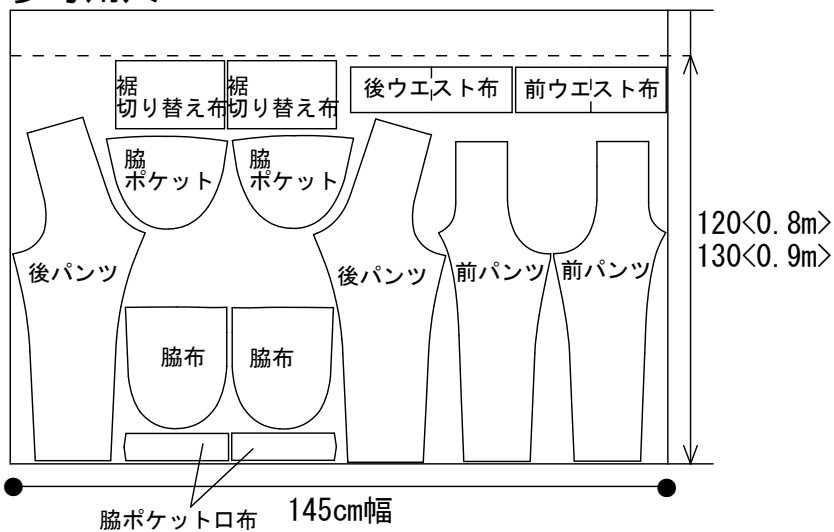 裾
切り替え布
裾
切り替え布
後ウエスト布
前ウエスト布
脇
ポケット
脇
ポケット
後パンツ
後パンツ
前パンツ
前パンツ
120<0.8m>
130<0.9m>
脇布
脇布
脇ポケット口布
145cm幅